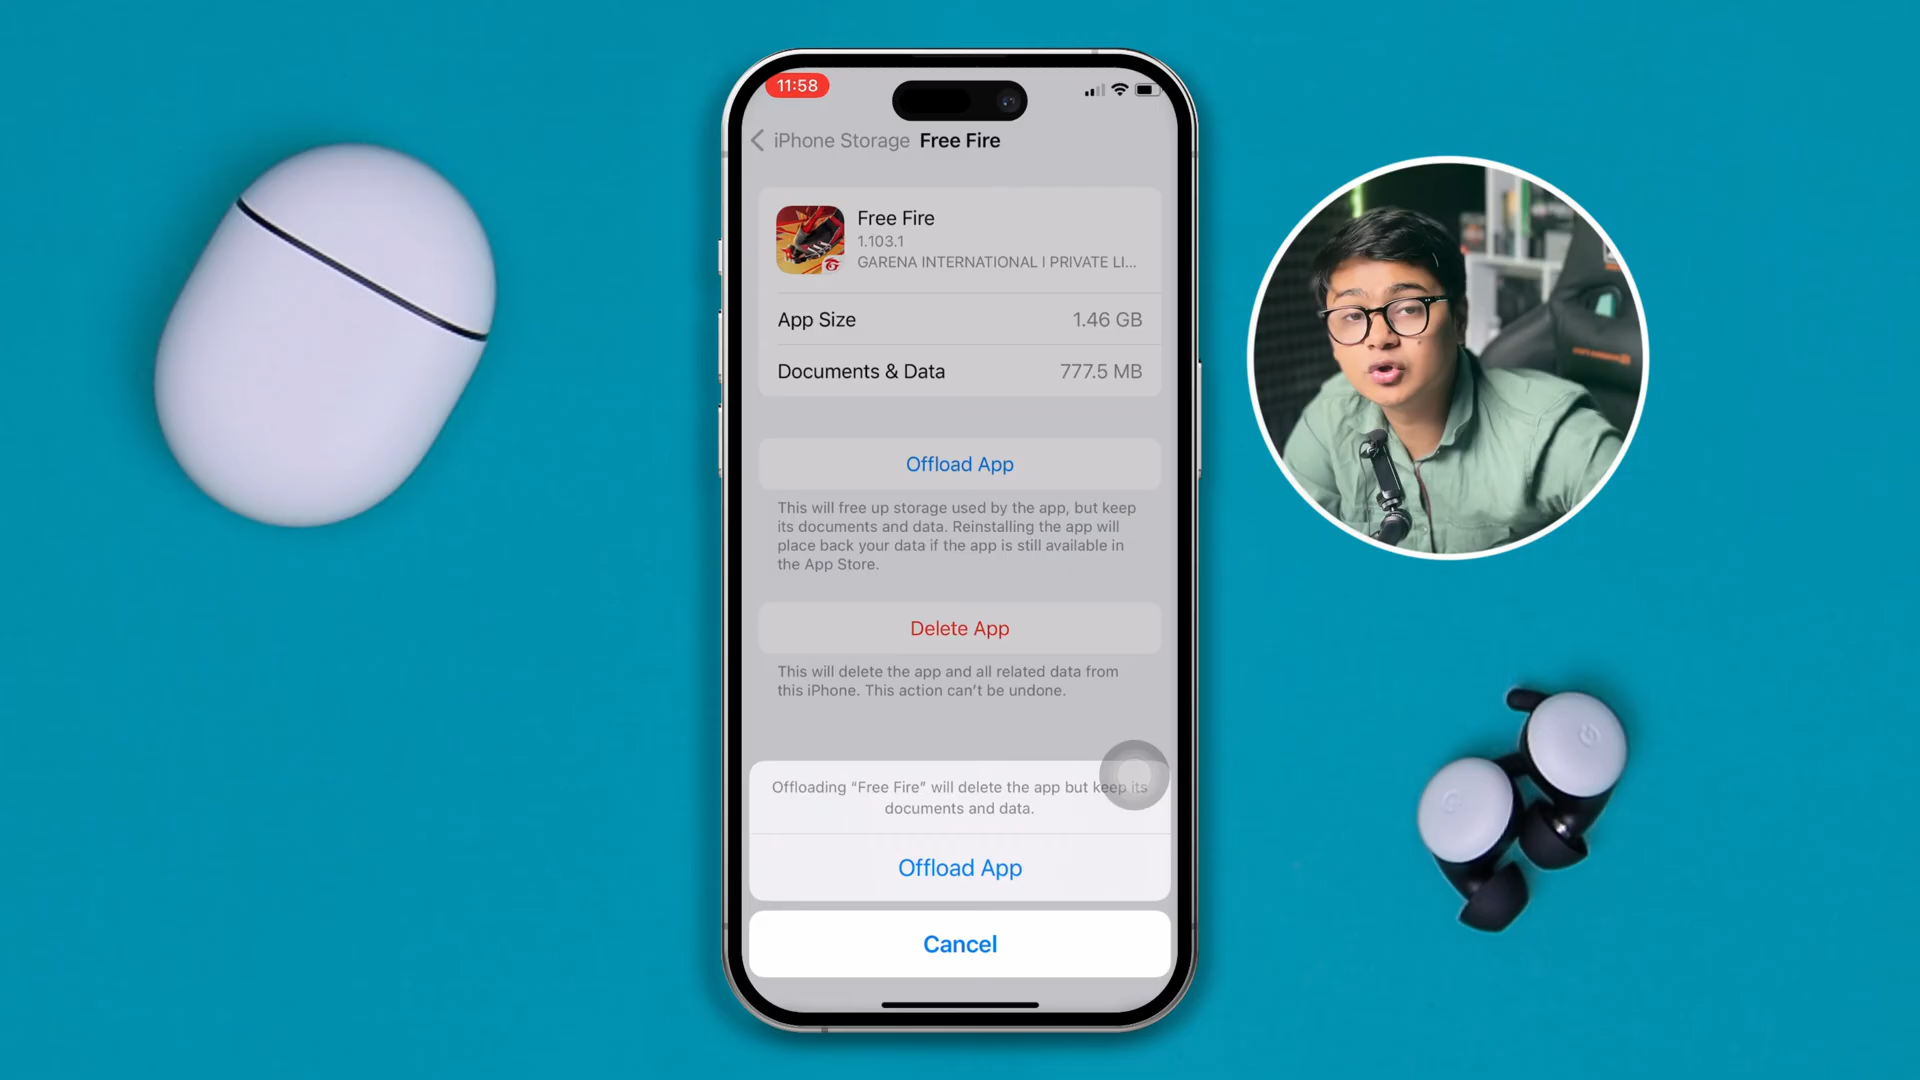 11:58
iPhone Storage Free Fire
Free Fire
1.103.1
GARENA INTERNATIONAL I PRIVATE LI...
App Size 1.46 GB
Documents & Data 777.5 MB
Offload App
This will free up storage used by the app, but keep
its documents and data. Reinstalling the app will
place back your data if the app is still available in
the App Store.
Delete App
This will delete the app and all related data from
this iPhone. This action can’t be undone.
Offloading “Free Fire” will delete the app but keep its
documents and data.
Offload App
Cancel